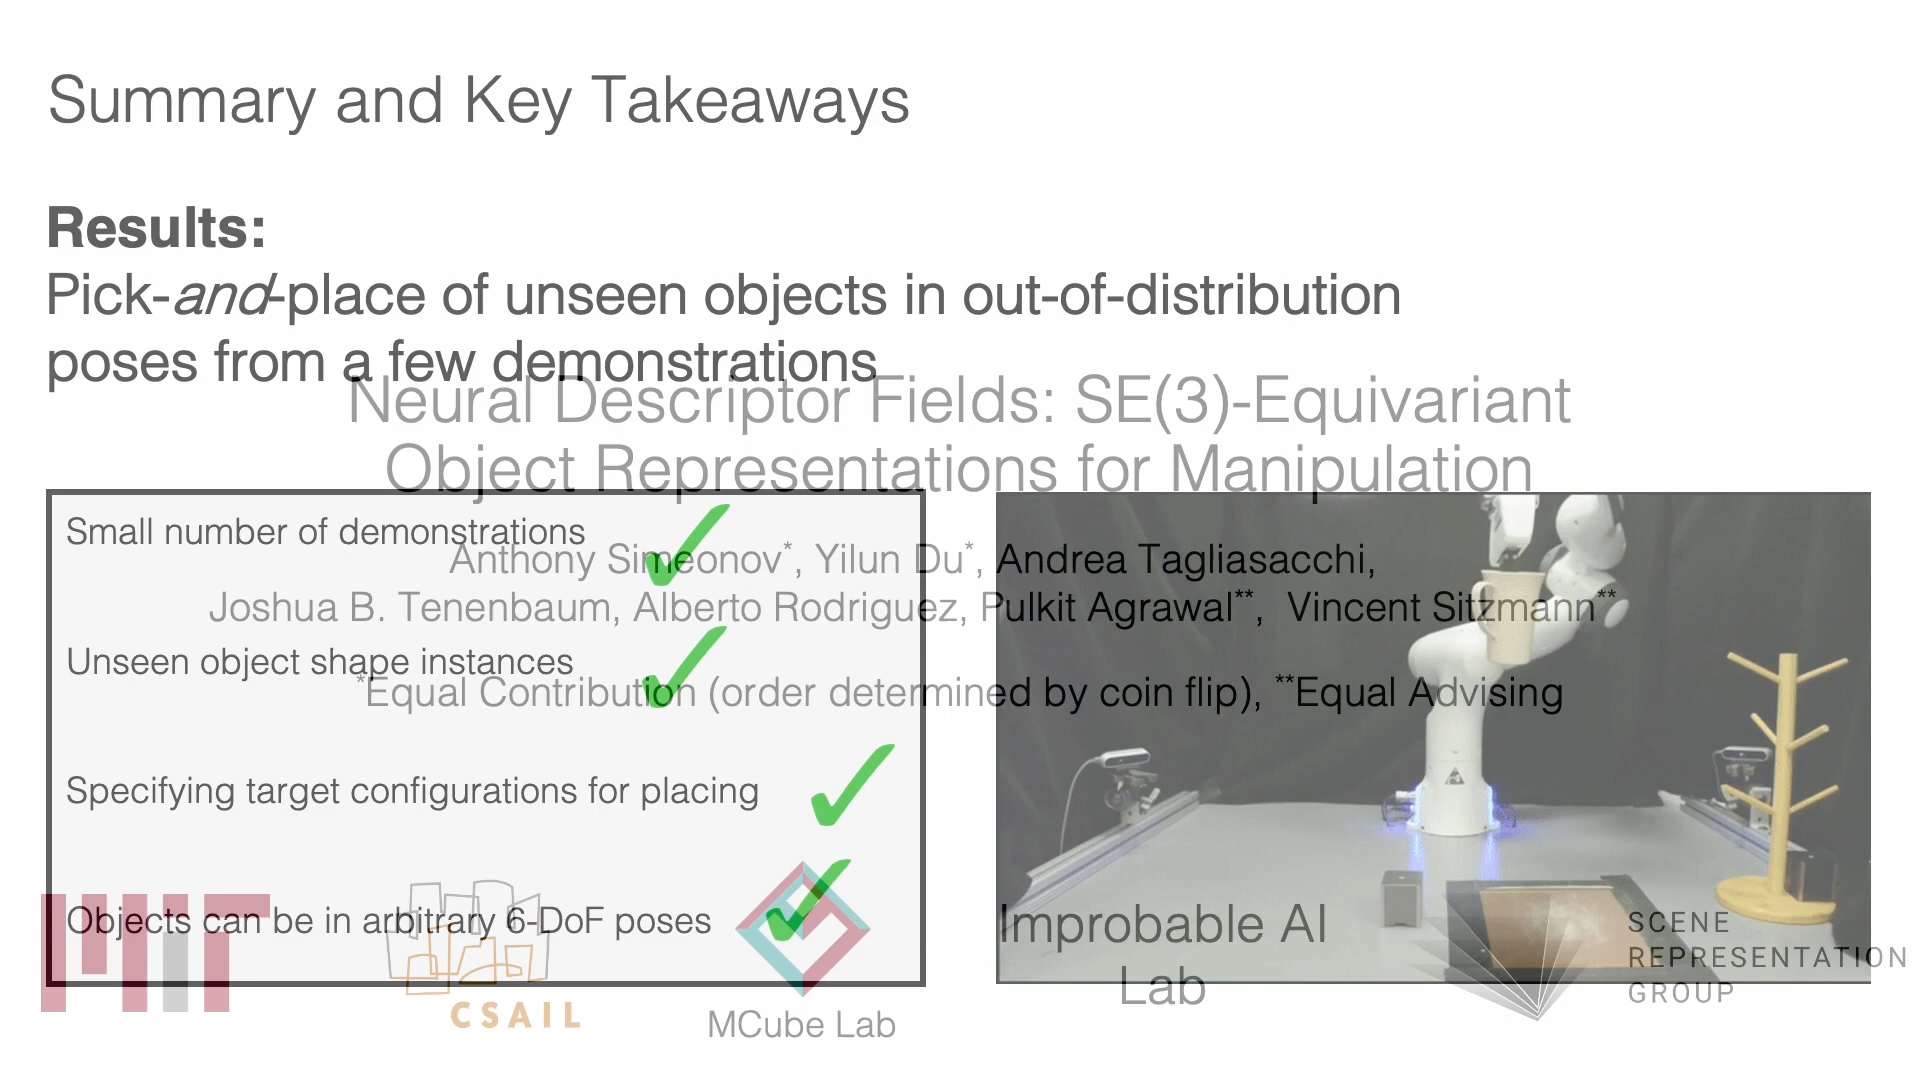 Summary and Key Takeaways
Results:
Pick-and-place of unseen objects in out-of-distribution
poses from a few demonstrations
Neural Descriptor Fields: SE(3)-Equivariant
Object Representations for Manipulation
Small number of demonstrations
Anthony Simeonov*, Yilun Du*, Andrea Tagliasacchi,
Joshua B. Tenenbaum, Alberto Rodriguez, Pulkit Agrawal**, Vincent Sitzmann**
Unseen object shape instances
*Equal Contribution (order determined by coin flip), **Equal Advising
Specifying target configurations for placing
Objects can be in arbitrary 6-DoF poses
MIT
CSAIL
MCube Lab
Improbable AI
Lab
SCENE
REPRESENTATION
GROUP